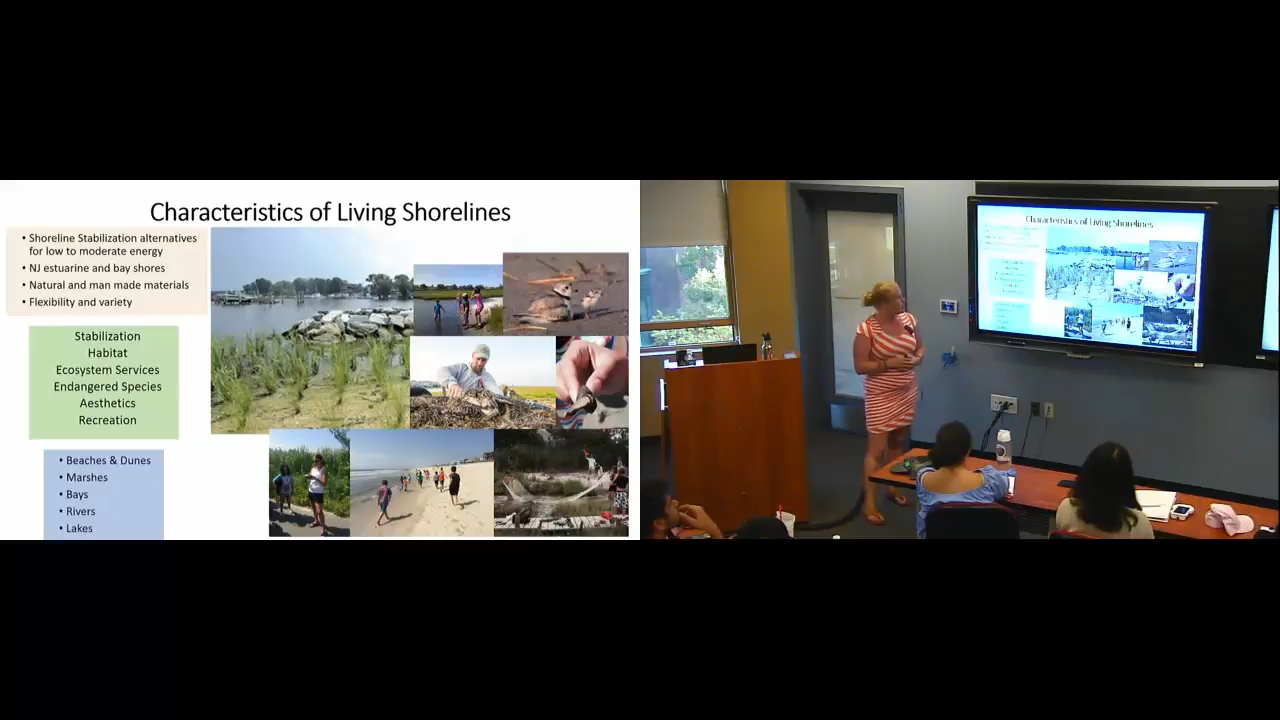 Characteristics of Living Shorelines
• Shoreline Stabilization alternatives
for low to moderate energy
• NJ estuarine and bay shores
• Natural and man made materials
• Flexibility and variety
Stabilization
Habitat
Ecosystem Services
Endangered Species
Aesthetics
Recreation
• Beaches & Dunes
• Marshes
• Bays
• Rivers
• Lakes
Characteristics of Living Shorelines